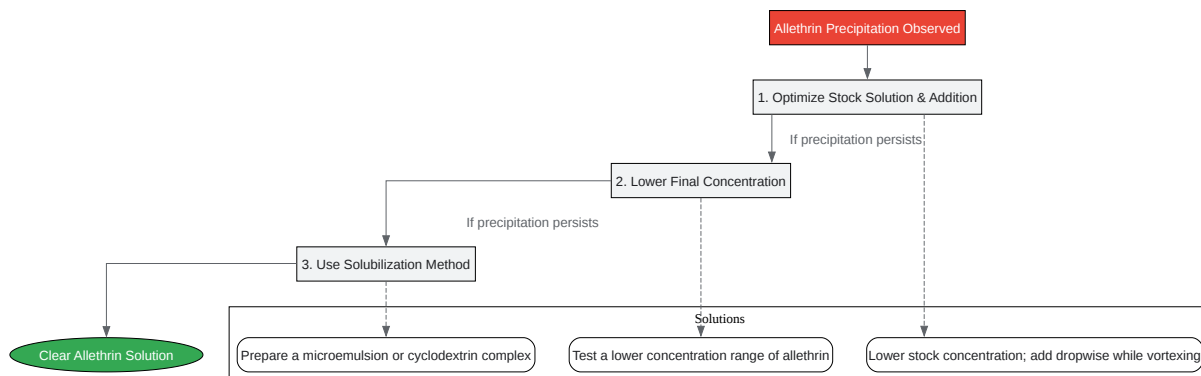 Allethrin Precipitation Observed
1. Optimize Stock Solution & Addition
If precipitation persists
2. Lower Final Concentration
If precipitation persists
3. Use Solubilization Method
Solutions
Clear Allethrin Solution
Prepare a microemulsion or cyclodextrin complex
Test a lower concentration range of allethrin
Lower stock concentration; add dropwise while vortexing